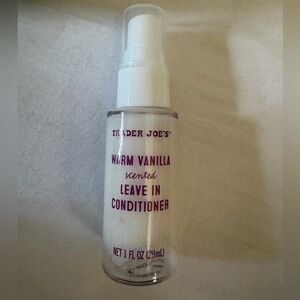 TRADER JOE'S®
WARM VANILLA
scented
LEAVE IN
CONDITIONER
NET 1 FL OZ (29mL)